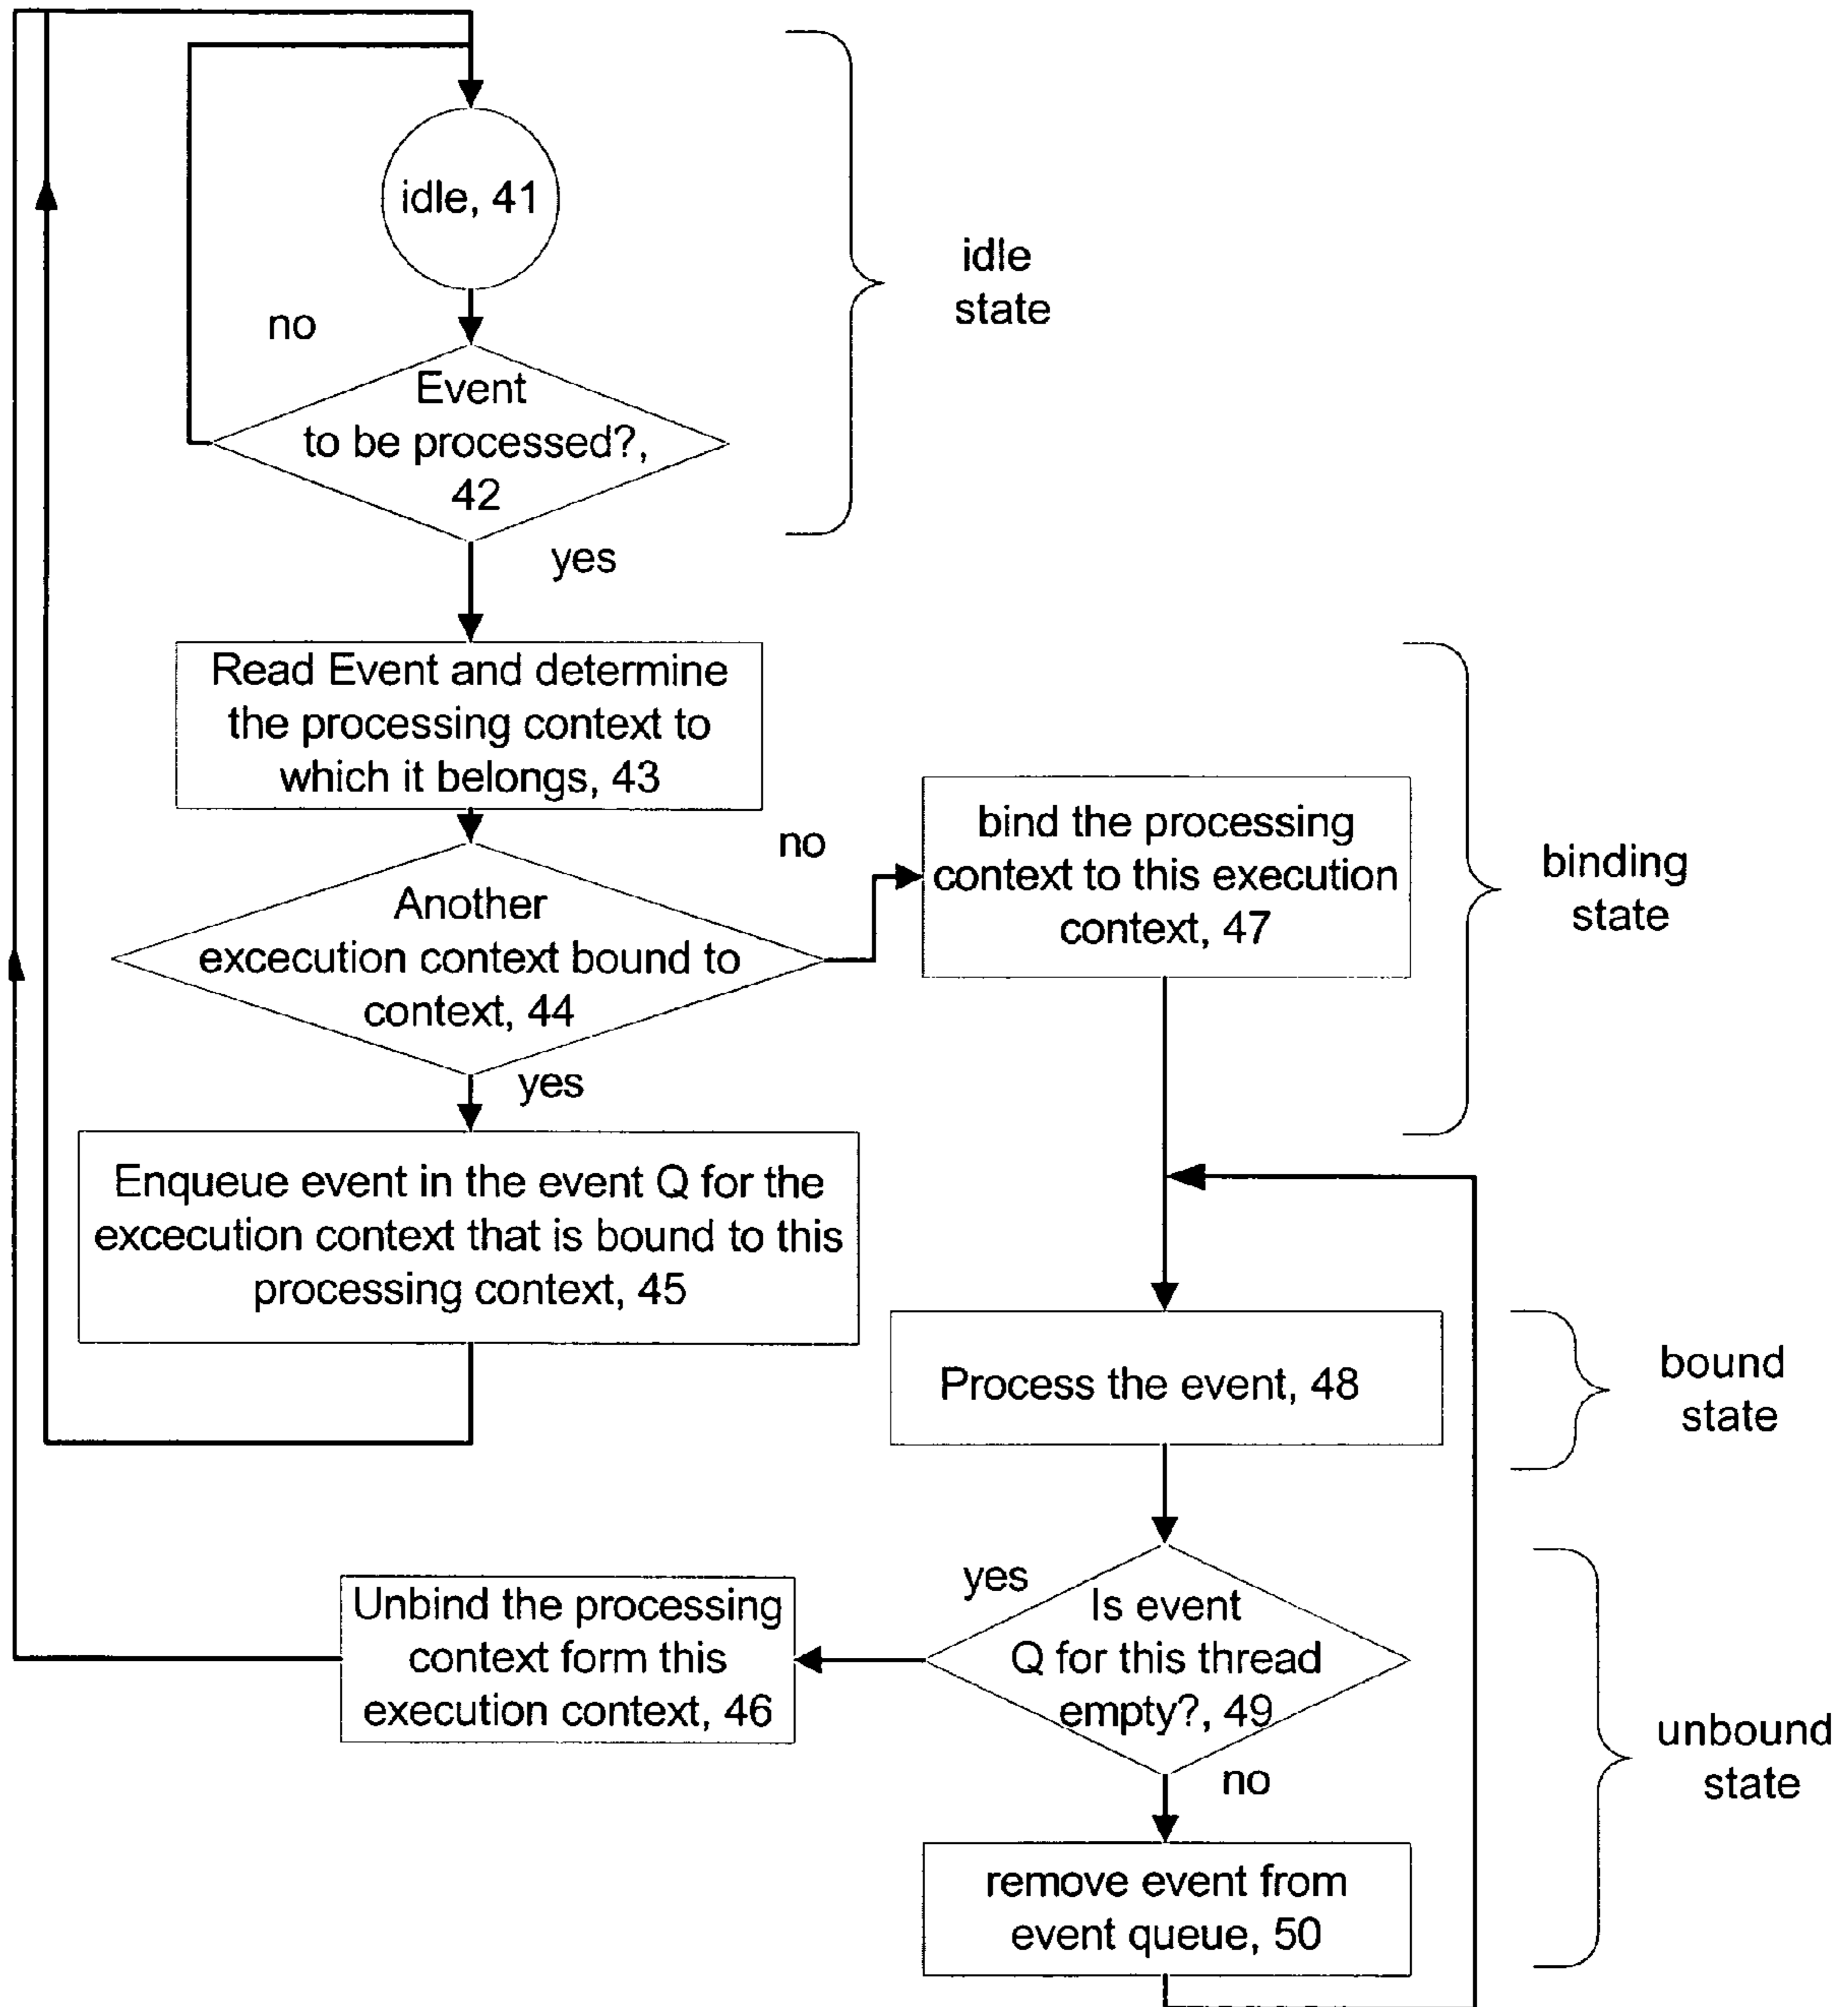 idle, 41
idle
state
no
Event
to be processed?,
42
yes
Read Event and determine
the processing context to
which it belongs, 43
no
bind the processing
context to this execution
context, 47
binding
state
Another
excecution context bound to
context, 44
yes
Enqueue event in the event Q for the
excecution context that is bound to this
processing context, 45
Process the event, 48
bound
state
yes
Is event
Q for this thread
empty?, 49
Unbind the processing
context form this
execution context, 46
no
unbound
state
remove event from
event queue, 50